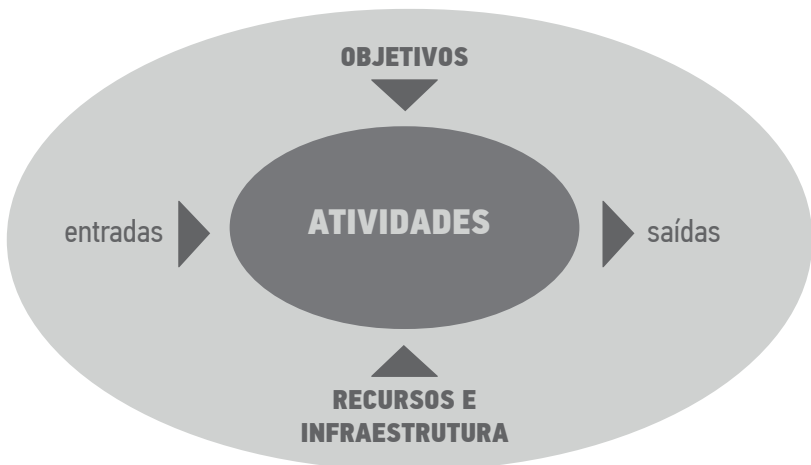 OBJETIVOS
entradas
ATIVIDADES
saídas
RECURSOS E
INFRAESTRUTURA